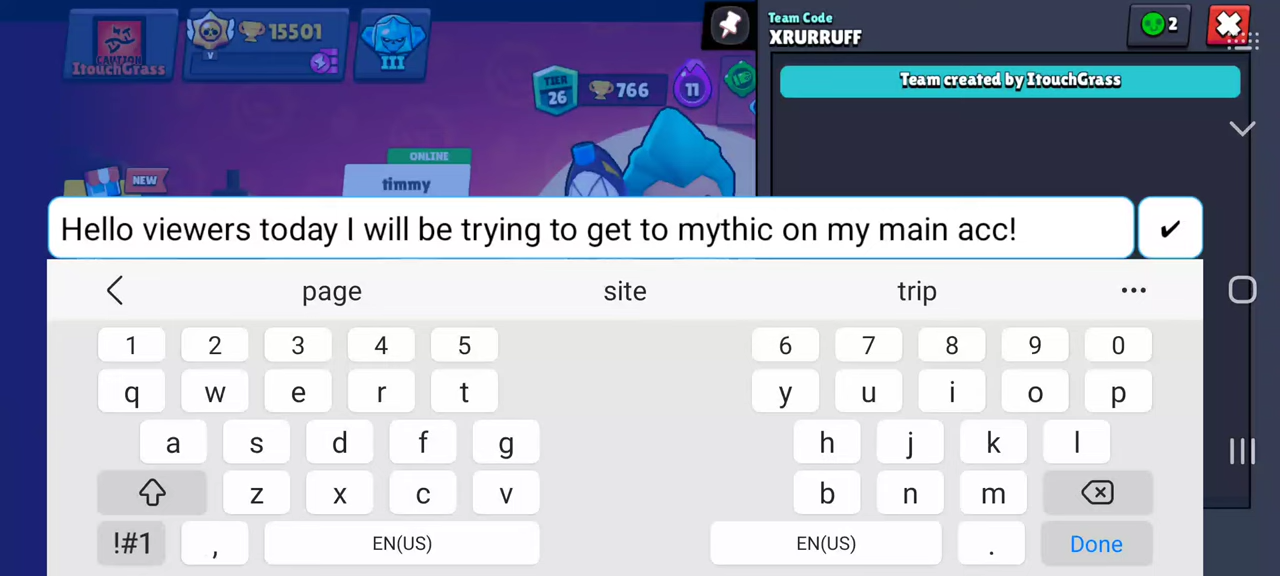 CAUTION
ItouchGrass
15501
V
III
TIER
26
766
11
Team Code
XRURRUFF
2
Team created by ItouchGrass
NEW
ONLINE
timmy
Hello viewers today I will be trying to get to mythic on my main acc!
page site trip
1 2 3 4 5 6 7 8 9 0
q w e r t y u i o p
a s d f g h j k l
z x c v b n m
!#1 , EN(US) EN(US) . Done